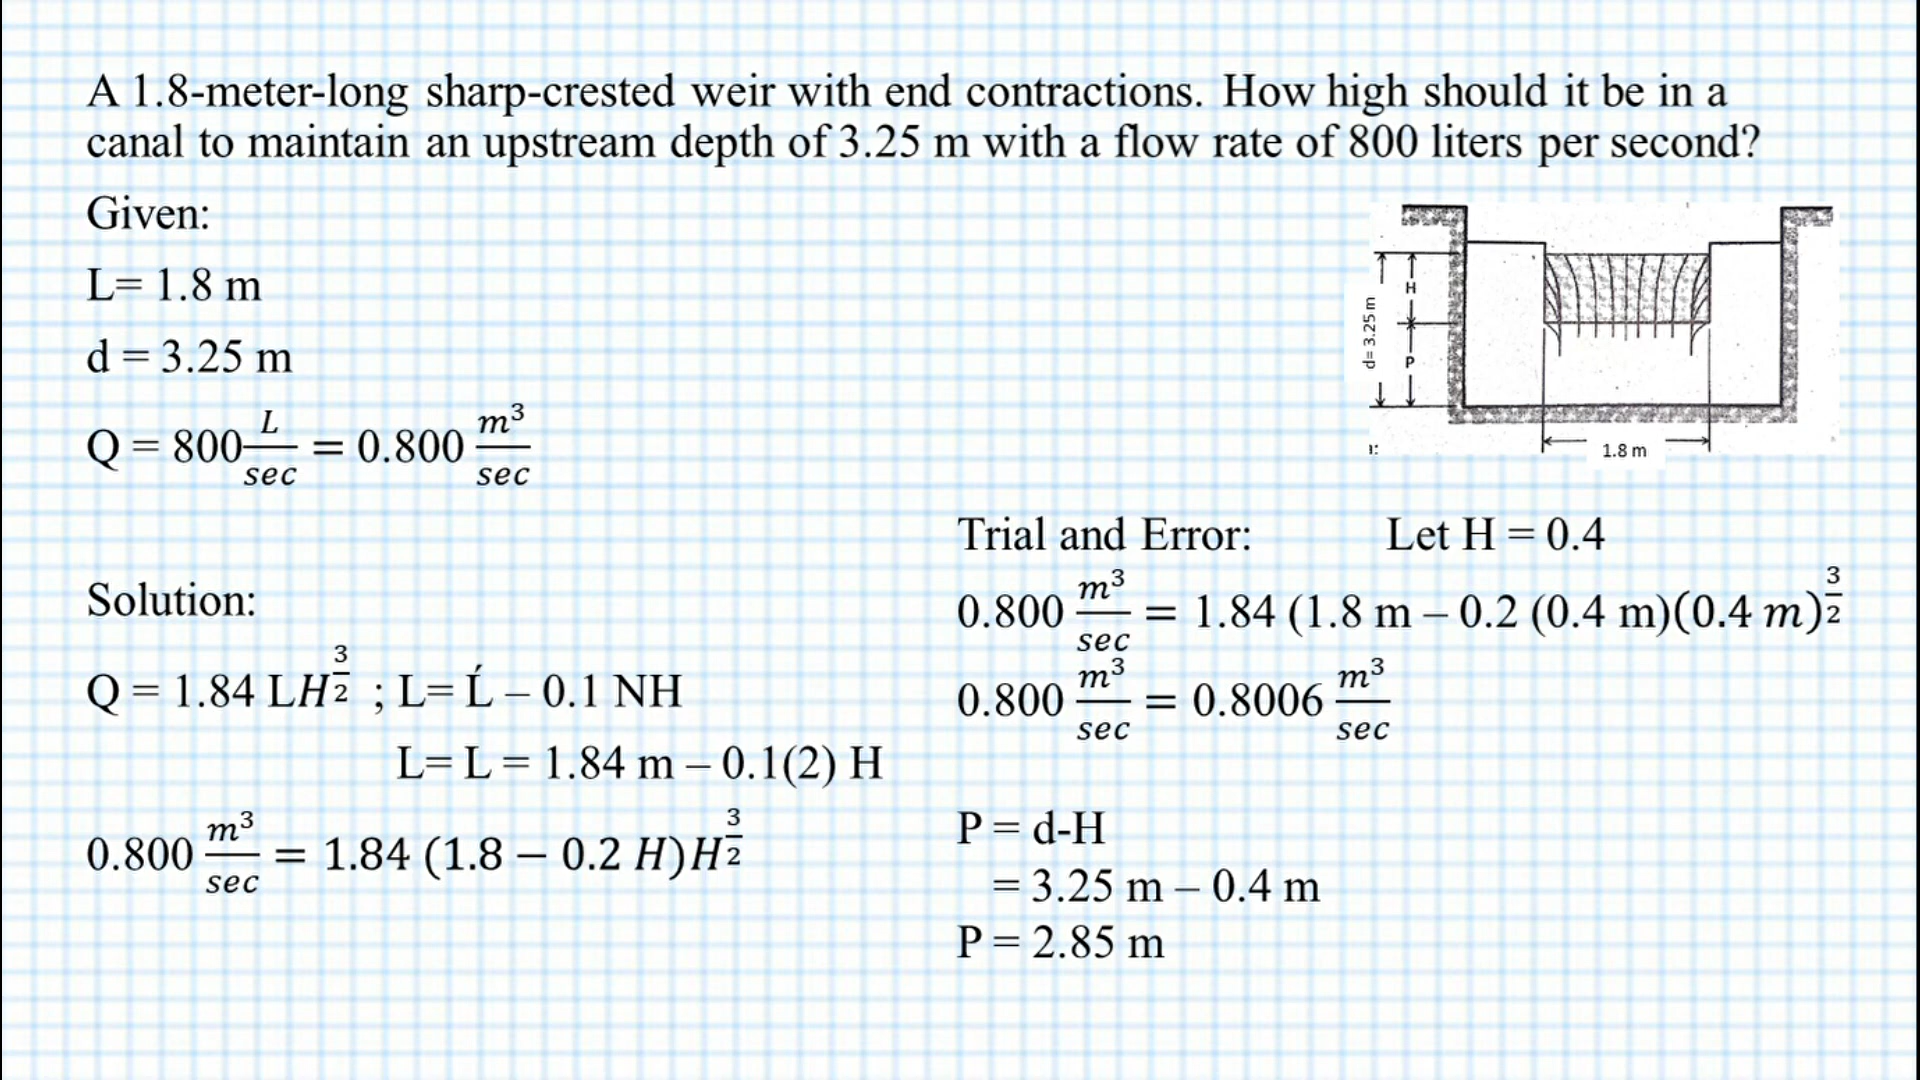 A 1.8-meter-long sharp-crested weir with end contractions. How high should it be in a
canal to maintain an upstream depth of 3.25 m with a flow rate of 800 liters per second?
Given:
L= 1.8 m
d = 3.25 m
Q = 800 L/sec = 0.800 m³/sec
H
P
d= 3.25 m
1.8 m
ı:
Solution:
Q = 1.84 LH^(3/2) ; L= Ĺ – 0.1 NH
L= L = 1.84 m – 0.1(2) H
0.800 m³/sec = 1.84 (1.8 − 0.2 H)H^(3/2)
Trial and Error: Let H = 0.4
0.800 m³/sec = 1.84 (1.8 m – 0.2 (0.4 m)(0.4 m)^(3/2)
0.800 m³/sec = 0.8006 m³/sec
P = d-H
= 3.25 m – 0.4 m
P = 2.85 m